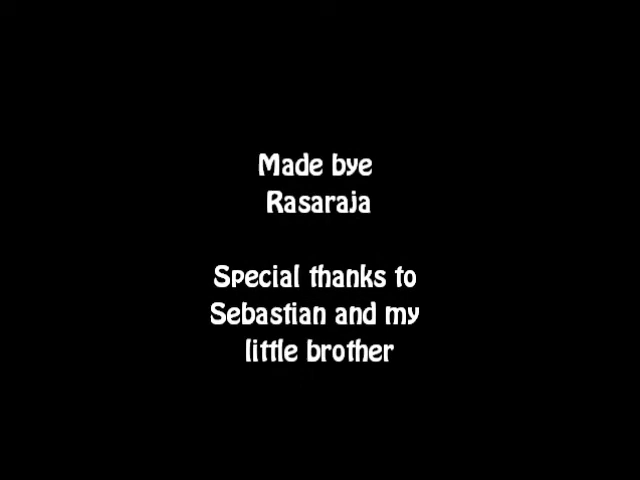 Made bye
Rasaraja
Special thanks to
Sebastian and my
little brother